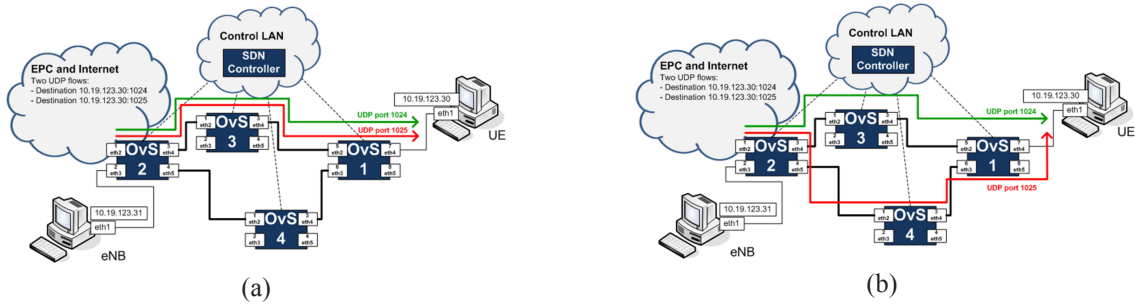 Control LAN
SDN
Controller
EPC and Internet
Two UDP flows:
- Destination 10.19.123.30:1024
- Destination 10.19.123.30:1025
10.19.123.30
eth1
UE
UDP port 1024
UDP port 1025
OvS
3
eth4
eth5
OvS
2
eth2
eth4
eth3
eth5
OvS
1
eth2
eth4
eth3
eth5
10.19.123.31
eth1
eNB
OvS
4
eth2
eth4
eth3
eth5
(a)
Control LAN
SDN
Controller
EPC and Internet
Two UDP flows:
- Destination 10.19.123.30:1024
- Destination 10.19.123.30:1025
10.19.123.30
eth1
UE
UDP port 1024
OvS
3
eth4
eth5
OvS
2
eth2
eth4
eth3
eth5
OvS
1
eth2
eth4
eth3
eth5
UDP port 1025
10.19.123.31
eth1
eNB
OvS
4
eth2
eth4
eth3
eth5
(b)